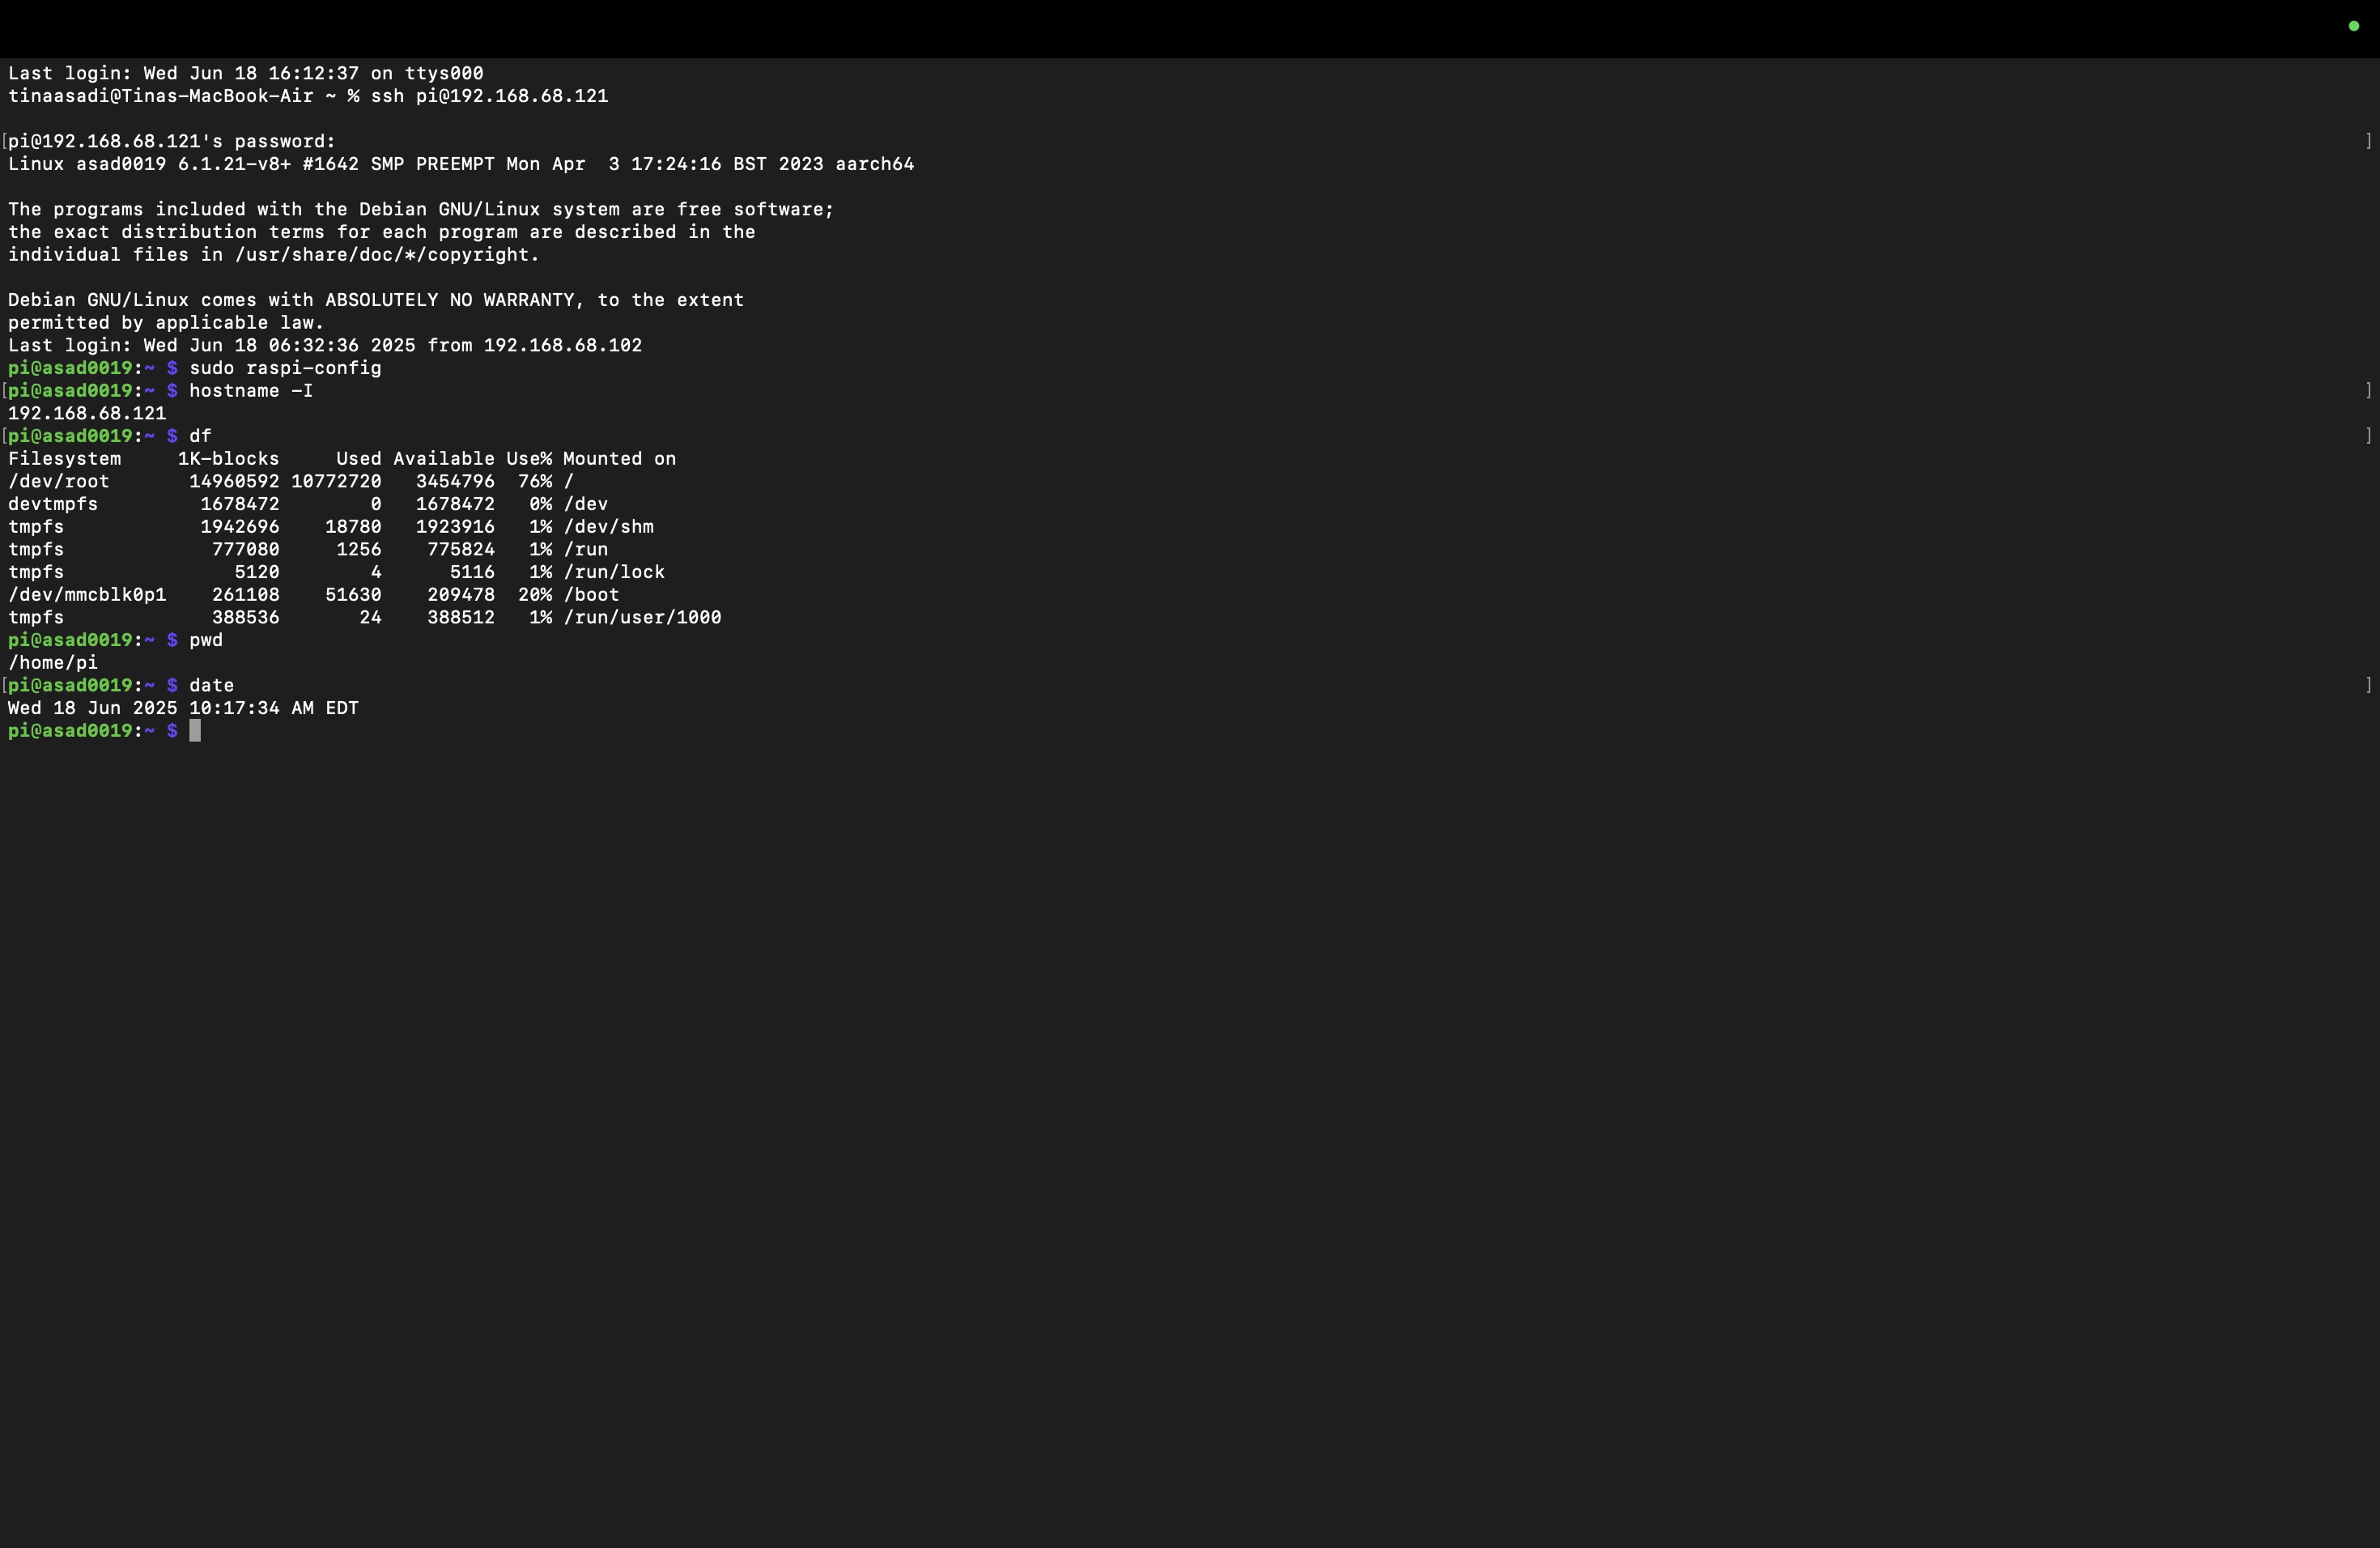 Last login: Wed Jun 18 16:12:37 on ttys000
tinaasadi@Tinas-MacBook-Air ~ % ssh pi@192.168.68.121
[pi@192.168.68.121's password: ]
Linux asad0019 6.1.21-v8+ #1642 SMP PREEMPT Mon Apr  3 17:24:16 BST 2023 aarch64
The programs included with the Debian GNU/Linux system are free software;
the exact distribution terms for each program are described in the
individual files in /usr/share/doc/*/copyright.
Debian GNU/Linux comes with ABSOLUTELY NO WARRANTY, to the extent
permitted by applicable law.
Last login: Wed Jun 18 06:32:36 2025 from 192.168.68.102
pi@asad0019:~ $ sudo raspi-config
[pi@asad0019:~ $ hostname -I ]
192.168.68.121
[pi@asad0019:~ $ df ]
Filesystem     1K-blocks     Used Available Use% Mounted on
/dev/root       14960592 10772720   3454796  76% /
devtmpfs         1678472        0   1678472   0% /dev
tmpfs            1942696    18780   1923916   1% /dev/shm
tmpfs             777080     1256    775824   1% /run
tmpfs               5120        4      5116   1% /run/lock
/dev/mmcblk0p1    261108    51630    209478  20% /boot
tmpfs             388536       24    388512   1% /run/user/1000
pi@asad0019:~ $ pwd
/home/pi
[pi@asad0019:~ $ date ]
Wed 18 Jun 2025 10:17:34 AM EDT
pi@asad0019:~ $